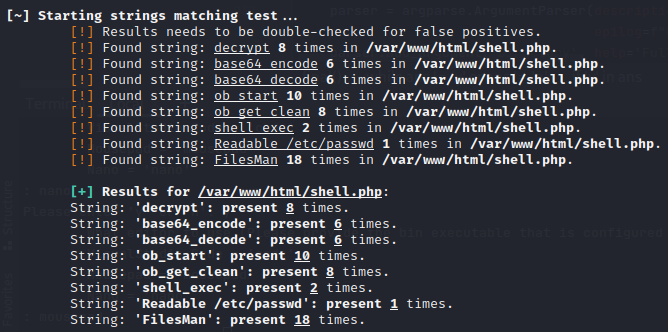 [~] Starting strings matching test...
[!] Results needs to be double-checked for false positives.
[!] Found string: decrypt 8 times in /var/www/html/shell.php.
[!] Found string: base64_encode 6 times in /var/www/html/shell.php.
[!] Found string: base64_decode 6 times in /var/www/html/shell.php.
[!] Found string: ob_start 10 times in /var/www/html/shell.php.
[!] Found string: ob_get_clean 8 times in /var/www/html/shell.php.
[!] Found string: shell_exec 2 times in /var/www/html/shell.php.
[!] Found string: Readable /etc/passwd 1 times in /var/www/html/shell.php.
[!] Found string: FilesMan 18 times in /var/www/html/shell.php.
[+] Results for /var/www/html/shell.php:
String: 'decrypt': present 8 times.
String: 'base64_encode': present 6 times.
String: 'base64_decode': present 6 times.
String: 'ob_start': present 10 times.
String: 'ob_get_clean': present 8 times.
String: 'shell_exec': present 2 times.
String: 'Readable /etc/passwd': present 1 times.
String: 'FilesMan': present 18 times.